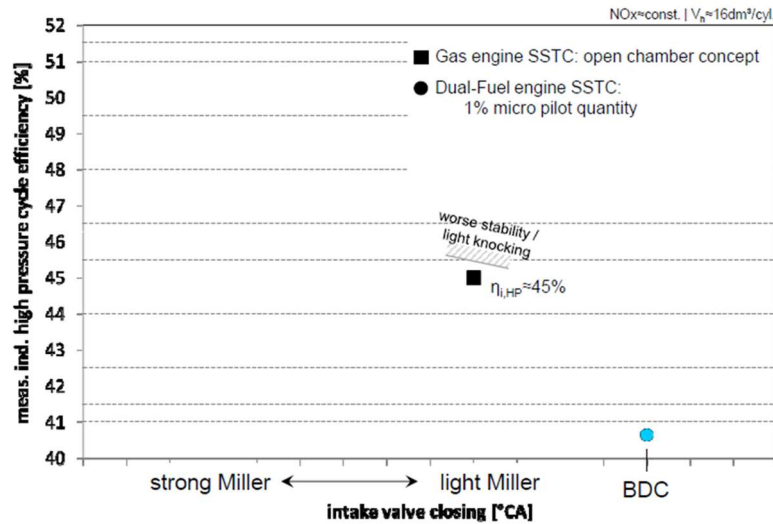 NOx≈const. | Vh≈16dm³/cyl.
52
51
50
49
48
47
46
45
44
43
42
41
40
meas. ind. high pressure cycle efficiency [%]
Gas engine SSTC: open chamber concept
Dual-Fuel engine SSTC:
1% micro pilot quantity
worse stability /
light knocking
ηi,HP≈45%
strong Miller
light Miller
BDC
intake valve closing [°CA]